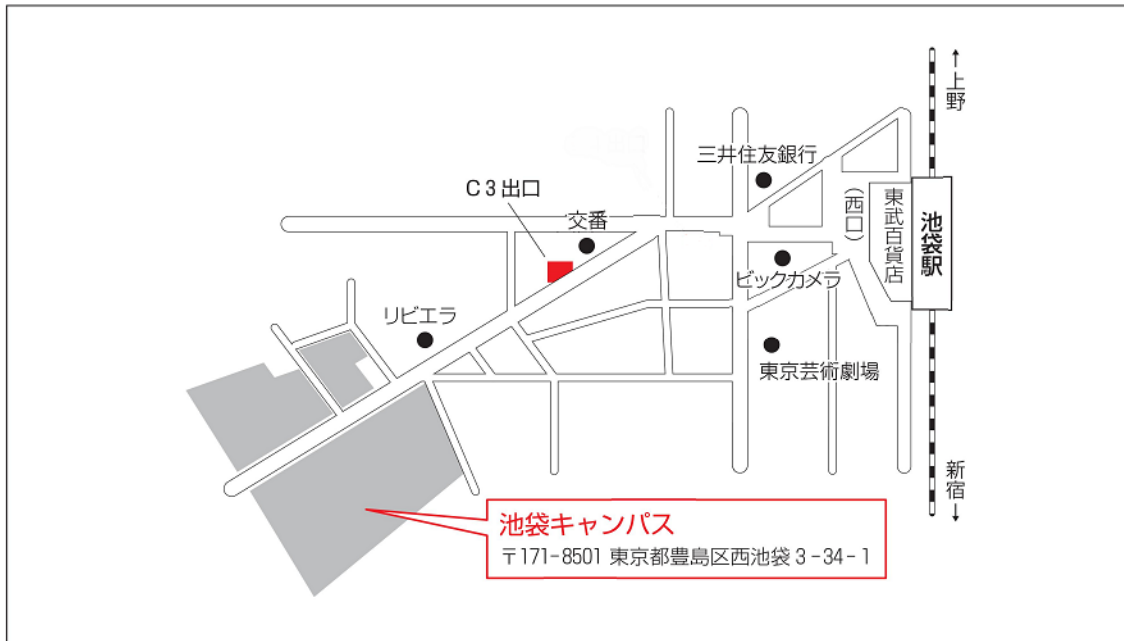 ↑上野
三井住友銀行
C3出口
交番
(西口)
東武百貨店
池袋駅
ビックカメラ
リビエラ
東京芸術劇場
新宿↓
池袋キャンパス
〒171-8501 東京都豊島区西池袋3-34-1